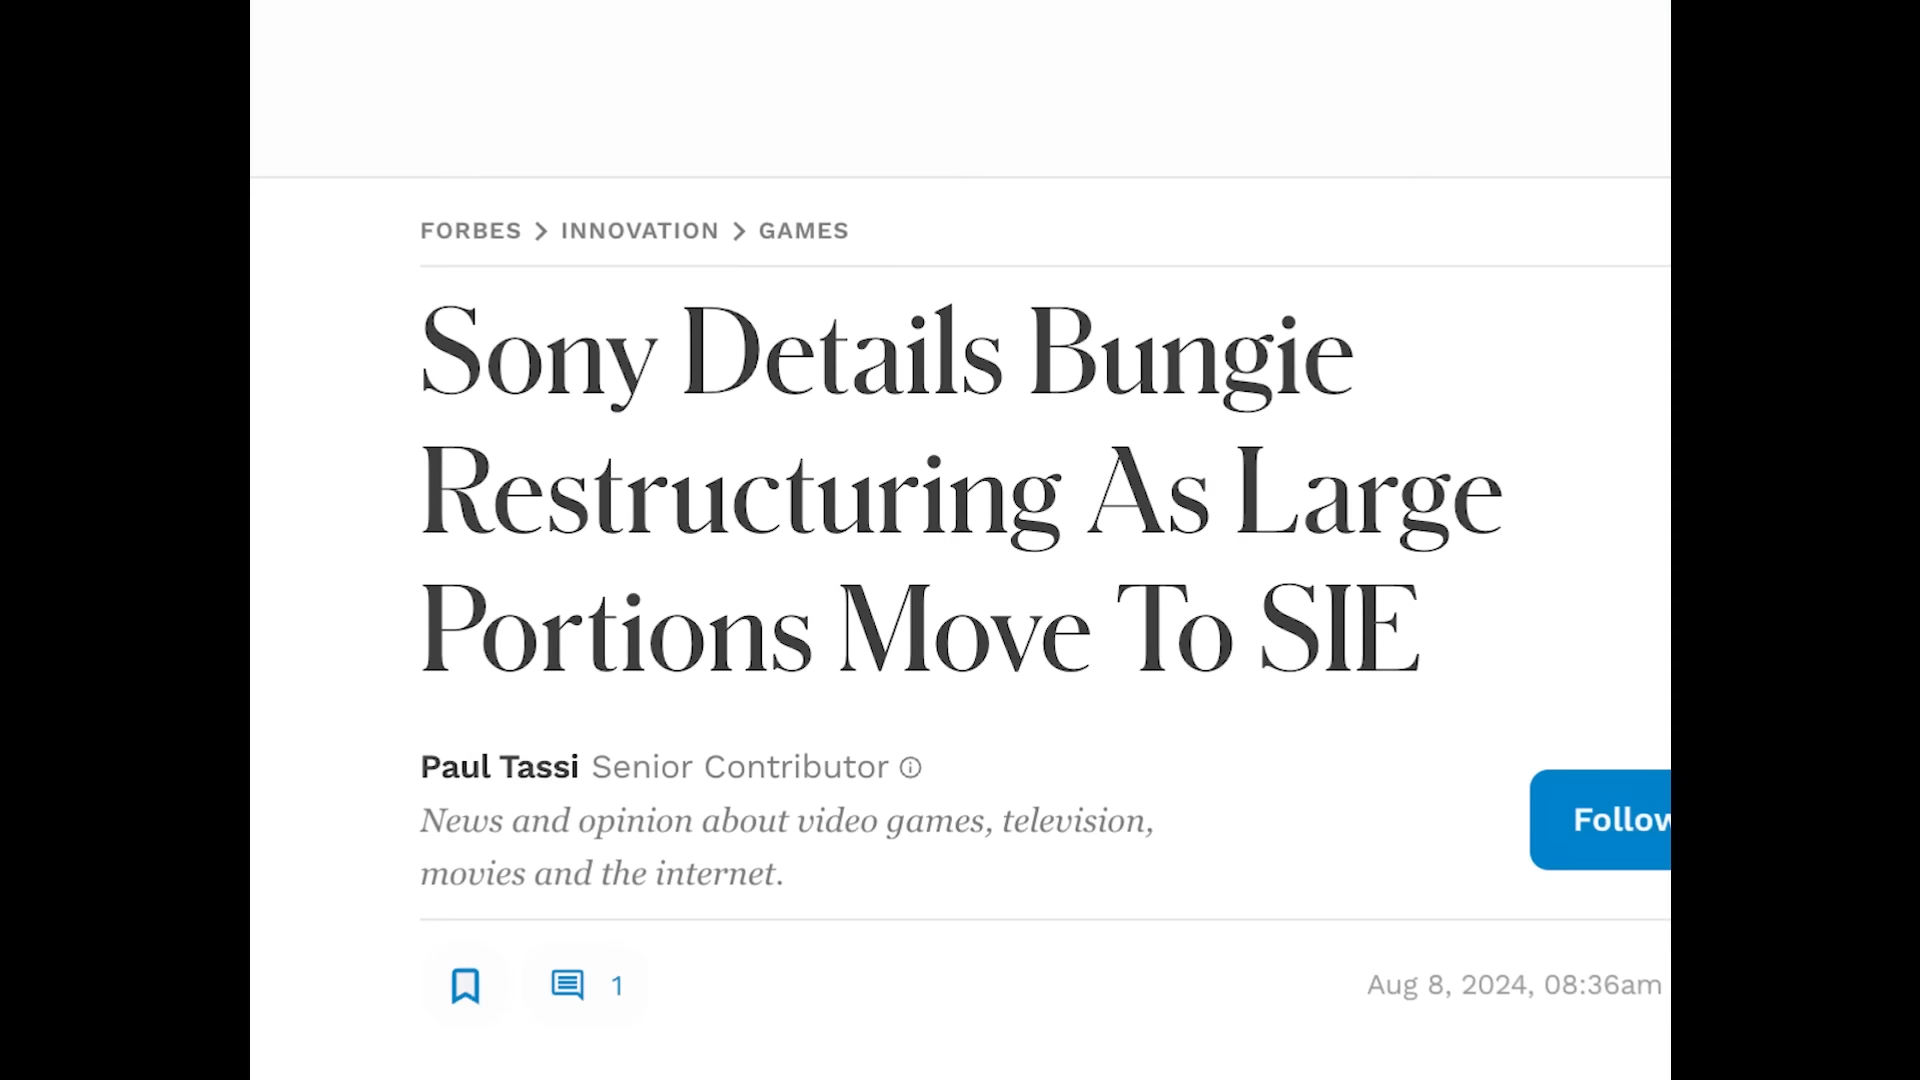 FORBES > INNOVATION > GAMES
Sony Details Bungie
Restructuring As Large
Portions Move To SIE
Paul Tassi Senior Contributor
News and opinion about video games, television,
movies and the internet.
Follow
1
Aug 8, 2024, 08:36am